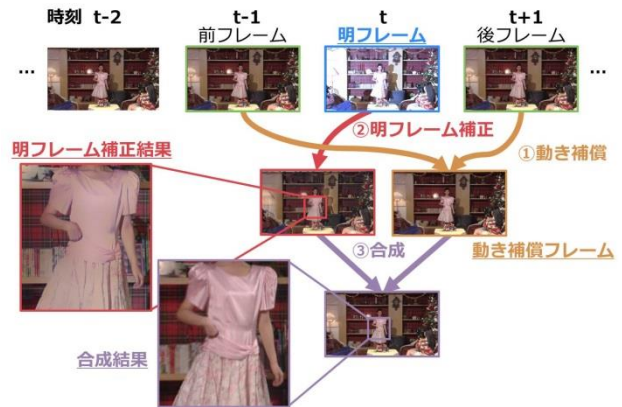 時刻 t-2
t-1
t
t+1
前フレーム
明フレーム
後フレーム
...
...
②明フレーム補正
①動き補償
明フレーム補正結果
③合成
動き補償フレーム
合成結果